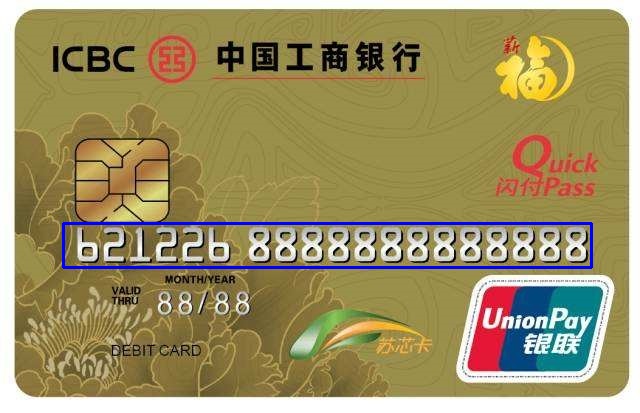 ICBC 中国工商银行 薪福
Quick
闪付Pass
621226 8888888888888
MONTH/YEAR
VALID THRU 88/88
DEBIT CARD
苏芯卡
UnionPay
银联